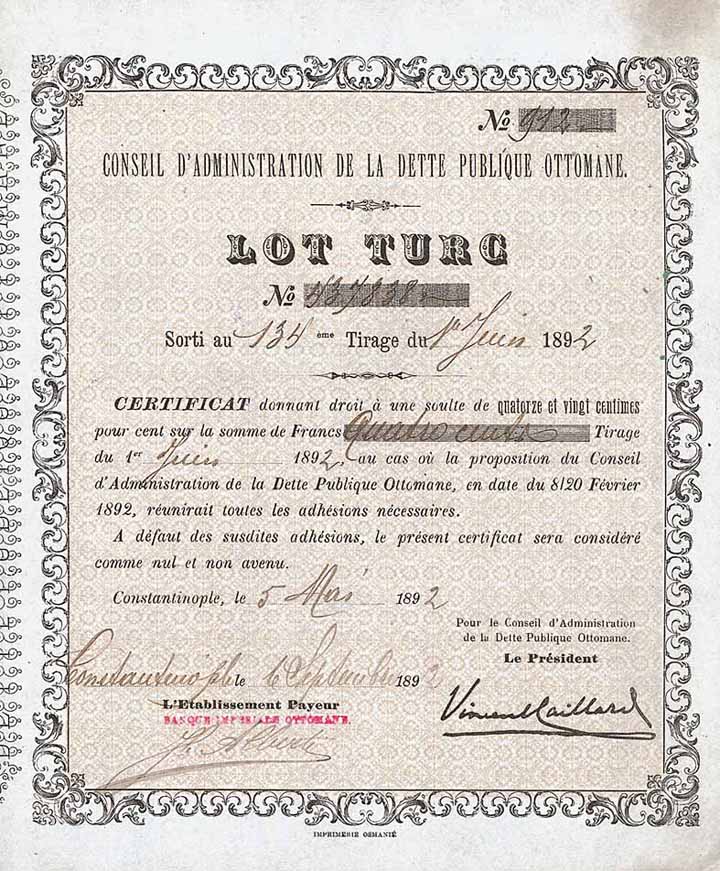 No 912
CONSEIL D'ADMINISTRATION DE LA DETTE PUBLIQUE OTTOMANE.
LOT TURC
No 437838
Sorti au 134 ème Tirage du 1er Juin 1892
CERTIFICAT donnant droit à une soulte de quatorze et vingt centimes
pour cent sur la somme de Francs Quatre cents Tirage
du 1er Juin 1892, au cas où la proposition du Conseil
d'Administration de la Dette Publique Ottomane, en date du 8/20 Février
1892, réunirait toutes les adhésions nécessaires.
A défaut des susdites adhésions, le présent certificat sera considéré
comme nul et non avenu.
Constantinople, le 5 Mai 1892
Pour le Conseil d'Administration
de la Dette Publique Ottomane.
Le Président
Constantinople le 6 Septembre 1892
L'Etablissement Payeur
BANQUE IMPERIALE OTTOMANE.
Vincent Caillard
IMPRIMERIE OSMANIÉ